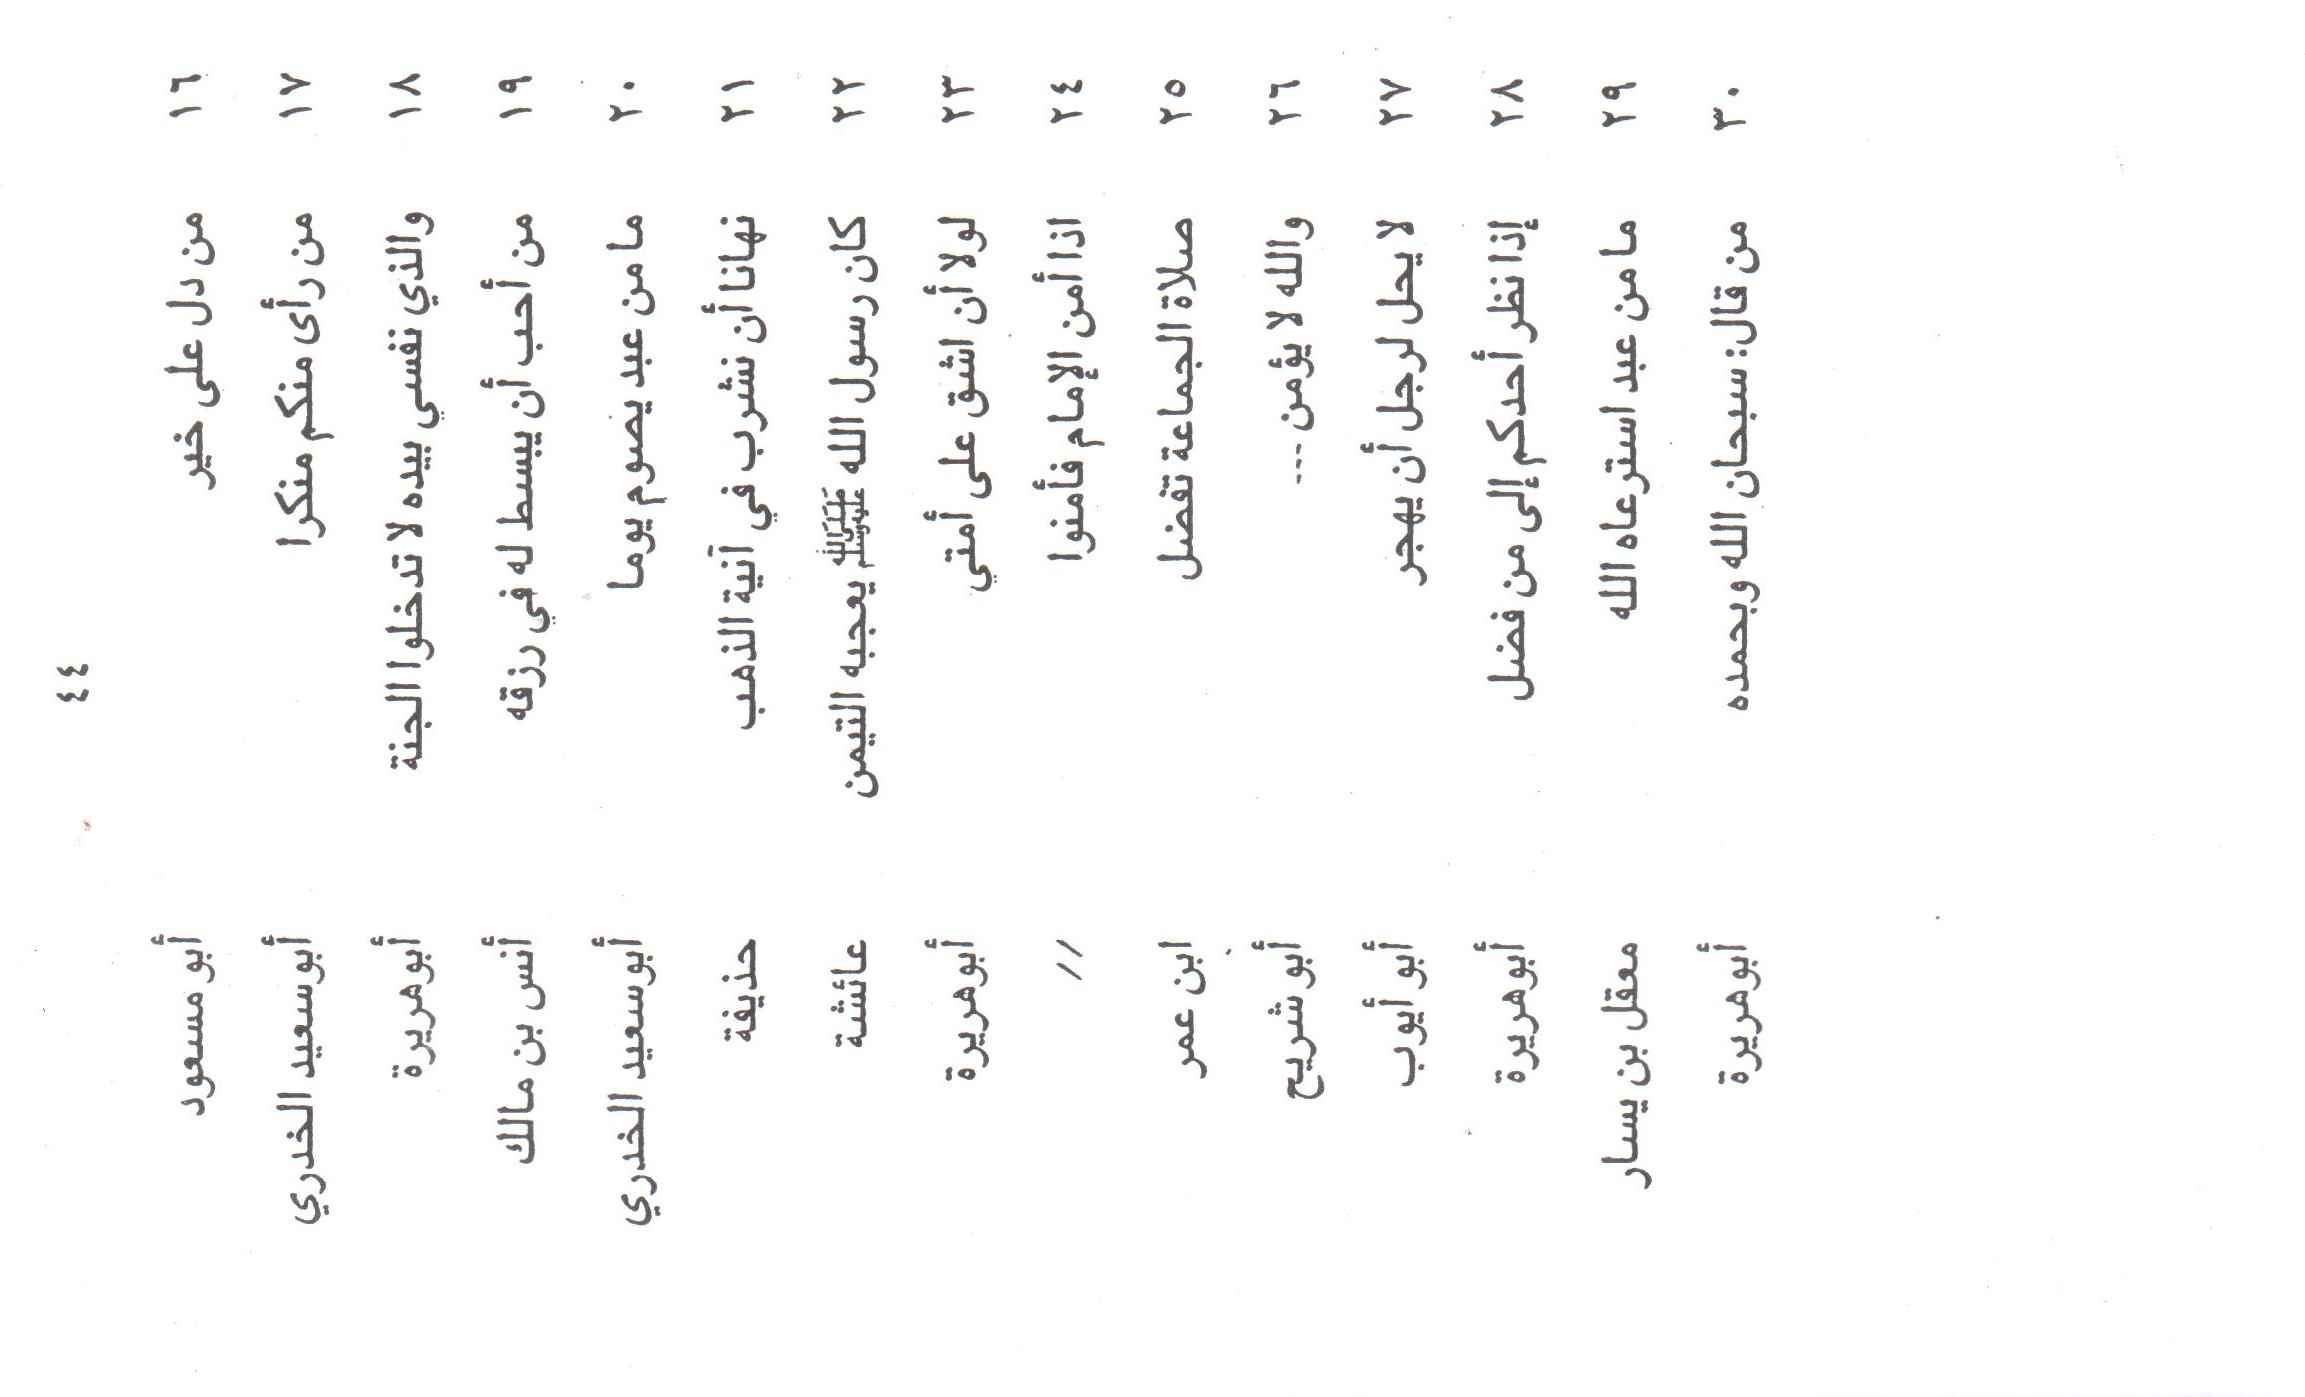 ٤٤
١٦ من دل على خير أبو مسعود
١٧ من رأى منكم منكرا أبوسعيد الخدري
١٨ والذي نفسي بيده لا تدخلوا الجنة أبوهريرة
١٩ من أحب أن يبسط له في رزقه أنس بن مالك
٢٠ ما من عبد يصوم يوما أبوسعيد الخدري
٢١ نهانا أن نشرب في آنية الذهب حذيفة
٢٢ كان رسول الله ﷺ يعجبه التيمن عائشة
٢٣ لولا أن اشق على أمتي أبوهريرة
٢٤ اذا أمن الإمام فأمنوا //
٢٥ صلاة الجماعة تفضل ابن عمر
٢٦ والله لا يؤمن ... أبو شريح
٢٧ لا يحل لرجل أن يهجر أبو أيوب
٢٨ إذا نظر أحدكم إلى من فضل أبوهريرة
٢٩ ما من عبد استرعاه الله معقل بن يسار
٣٠ من قال: سبحان الله وبحمده أبوهريرة